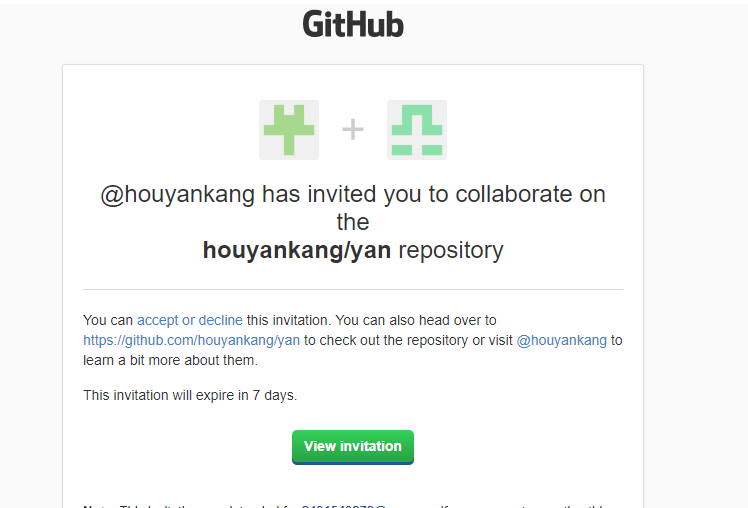 GitHub
@houyankang has invited you to collaborate on
the
houyankang/yan repository
You can accept or decline this invitation. You can also head over to
https://github.com/houyankang/yan to check out the repository or visit @houyankang to
learn a bit more about them.
This invitation will expire in 7 days.
View invitation